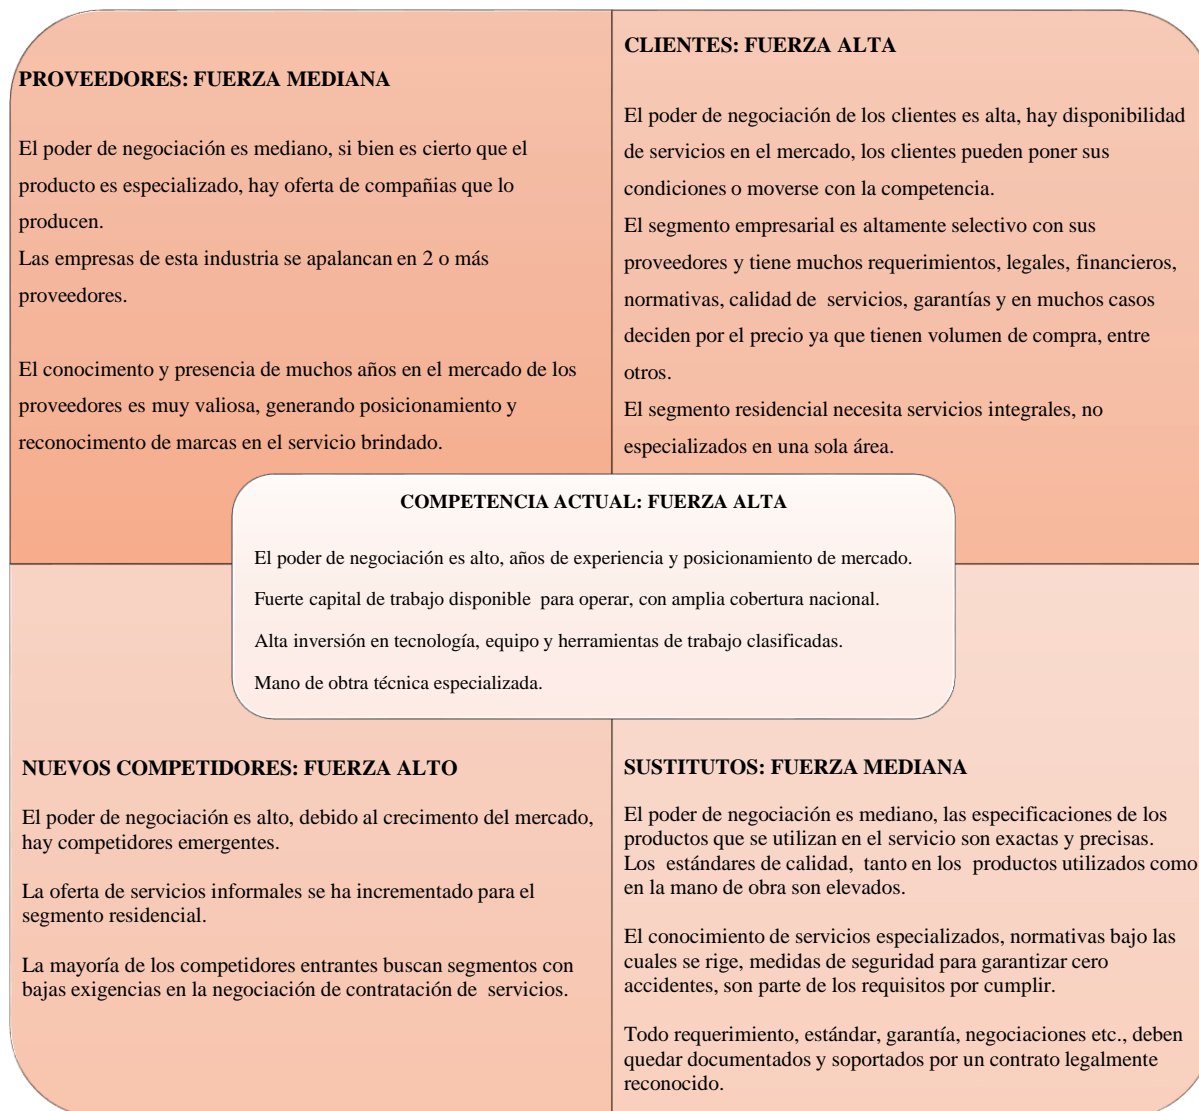 PROVEEDORES: FUERZA MEDIANA
El poder de negociación es mediano, si bien es cierto que el
producto es especializado, hay oferta de compañias que lo
producen.
Las empresas de esta industria se apalancan en 2 o más
proveedores.
El conocimento y presencia de muchos años en el mercado de los
proveedores es muy valiosa, generando posicionamiento y
reconocimento de marcas en el servicio brindado.
CLIENTES: FUERZA ALTA
El poder de negociación de los clientes es alta, hay disponibilidad
de servicios en el mercado, los clientes pueden poner sus
condiciones o moverse con la competencia.
El segmento empresarial es altamente selectivo con sus
proveedores y tiene muchos requerimientos, legales, financieros,
normativas, calidad de  servicios, garantías y en muchos casos
deciden por el precio ya que tienen volumen de compra, entre
otros.
El segmento residencial necesita servicios integrales, no
especializados en una sola área.
COMPETENCIA ACTUAL: FUERZA ALTA
El poder de negociación es alto, años de experiencia y posicionamiento de mercado.
Fuerte capital de trabajo disponible  para operar, con amplia cobertura nacional.
Alta inversión en tecnología, equipo y herramientas de trabajo clasificadas.
Mano de obtra técnica especializada.
NUEVOS COMPETIDORES: FUERZA ALTO
El poder de negociación es alto, debido al crecimento del mercado,
hay competidores emergentes.
La oferta de servicios informales se ha incrementado para el
segmento residencial.
La mayoría de los competidores entrantes buscan segmentos con
bajas exigencias en la negociación de contratación de  servicios.
SUSTITUTOS: FUERZA MEDIANA
El poder de negociación es mediano, las especificaciones de los
productos que se utilizan en el servicio son exactas y precisas.
Los  estándares de calidad,  tanto en los  productos utilizados como
en la mano de obra son elevados.
El conocimiento de servicios especializados, normativas bajo las
cuales se rige, medidas de seguridad para garantizar cero
accidentes, son parte de los requisitos por cumplir.
Todo requerimiento, estándar, garantía, negociaciones etc., deben
quedar documentados y soportados por un contrato legalmente
reconocido.